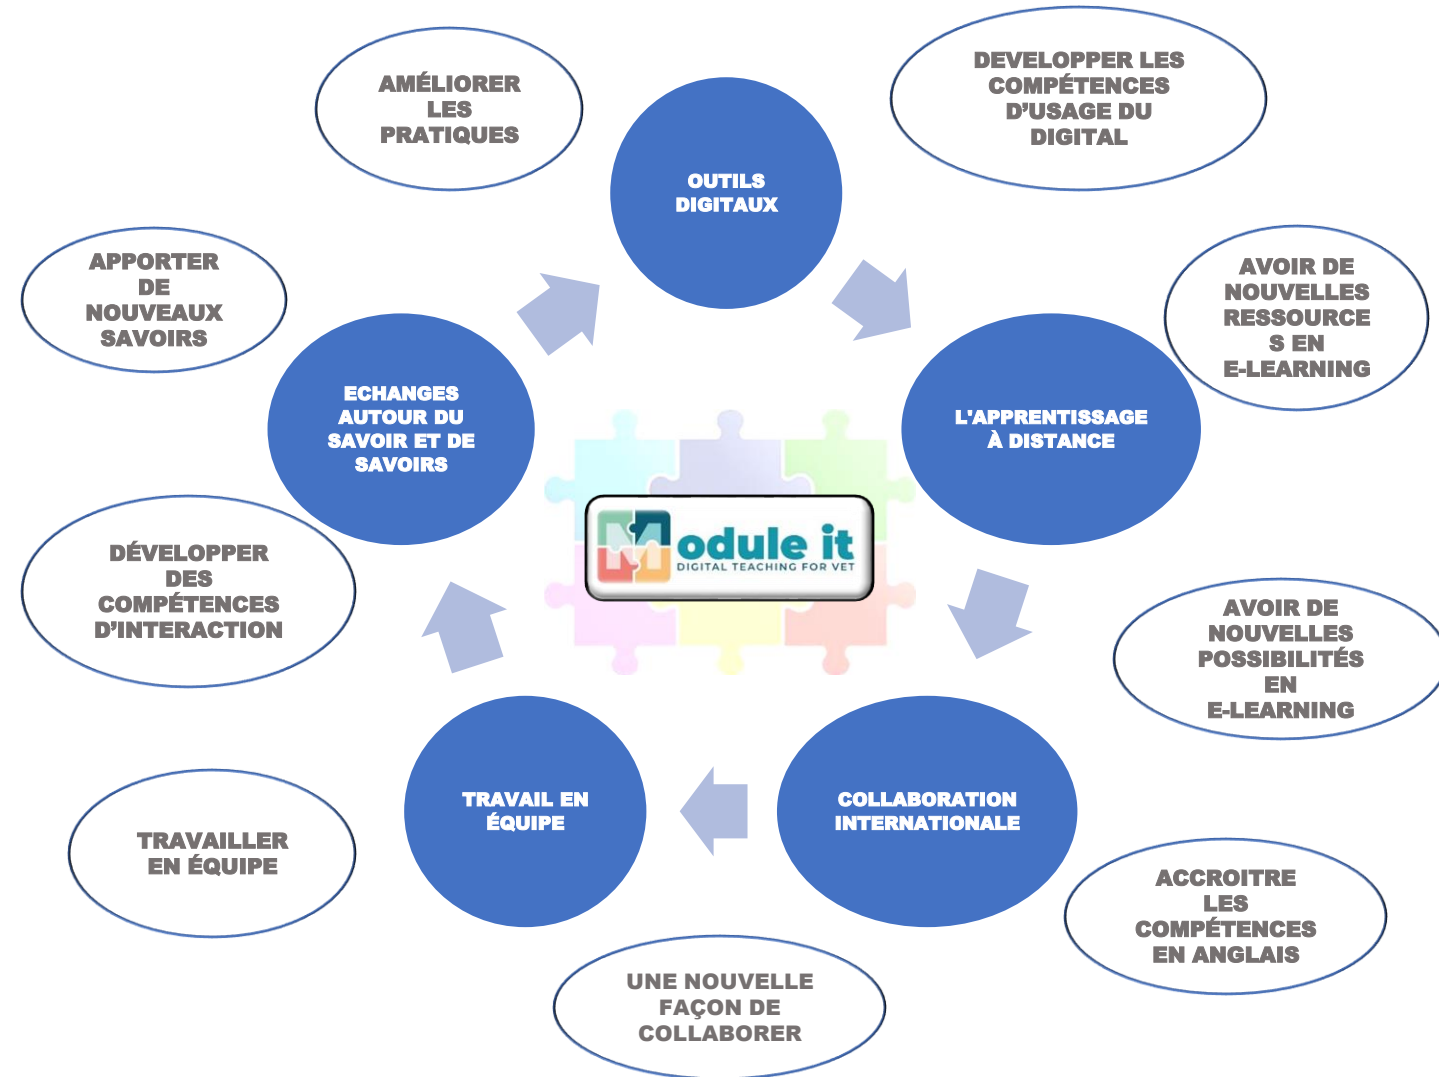 AMÉLIORER
LES
PRATIQUES
DEVELOPPER LES
COMPÉTENCES
D’USAGE DU
DIGITAL
OUTILS
DIGITAUX
APPORTER
DE
NOUVEAUX
SAVOIRS
AVOIR DE
NOUVELLES
RESSOURCE
S EN
E-LEARNING
ECHANGES
AUTOUR DU
SAVOIR ET DE
SAVOIRS
L'APPRENTISSAGE
À DISTANCE
Module it
DIGITAL TEACHING FOR VET
DÉVELOPPER
DES
COMPÉTENCES
D’INTERACTION
AVOIR DE
NOUVELLES
POSSIBILITÉS
EN
E-LEARNING
TRAVAIL EN
ÉQUIPE
COLLABORATION
INTERNATIONALE
TRAVAILLER
EN ÉQUIPE
ACCROITRE
LES
COMPÉTENCES
EN ANGLAIS
UNE NOUVELLE
FAÇON DE
COLLABORER